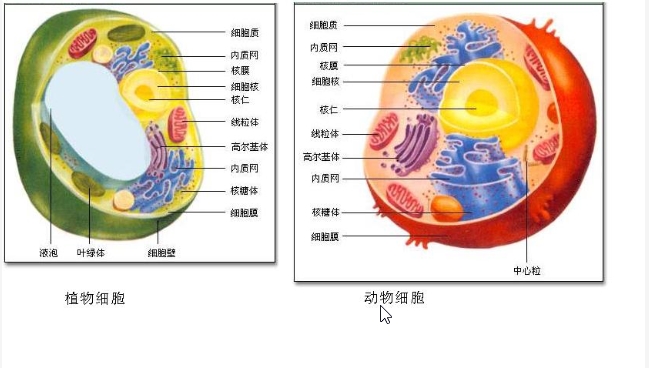 细胞质
内质网
核膜
细胞核
核仁
线粒体
高尔基体
内质网
核糖体
细胞膜
液泡
叶绿体
细胞壁
植物细胞
细胞质
内质网
核膜
细胞核
核仁
线粒体
高尔基体
内质网
核糖体
细胞膜
中心粒
动物细胞